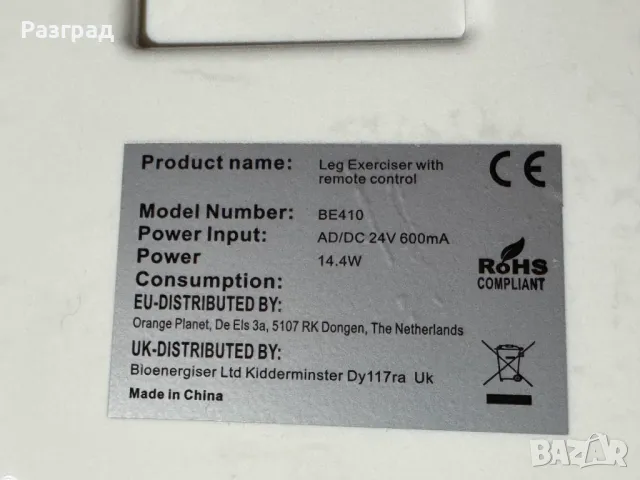 Разград
Product name: Leg Exerciser with
remote control
CE
Model Number: BE410
Power Input: AD/DC 24V 600mA
Power 14.4W
Consumption:
RoHS
COMPLIANT
EU-DISTRIBUTED BY:
Orange Planet, De Els 3a, 5107 RK Dongen, The Netherlands
UK-DISTRIBUTED BY:
Bioenergiser Ltd Kidderminster Dy117ra Uk
Made in China
BAZAR